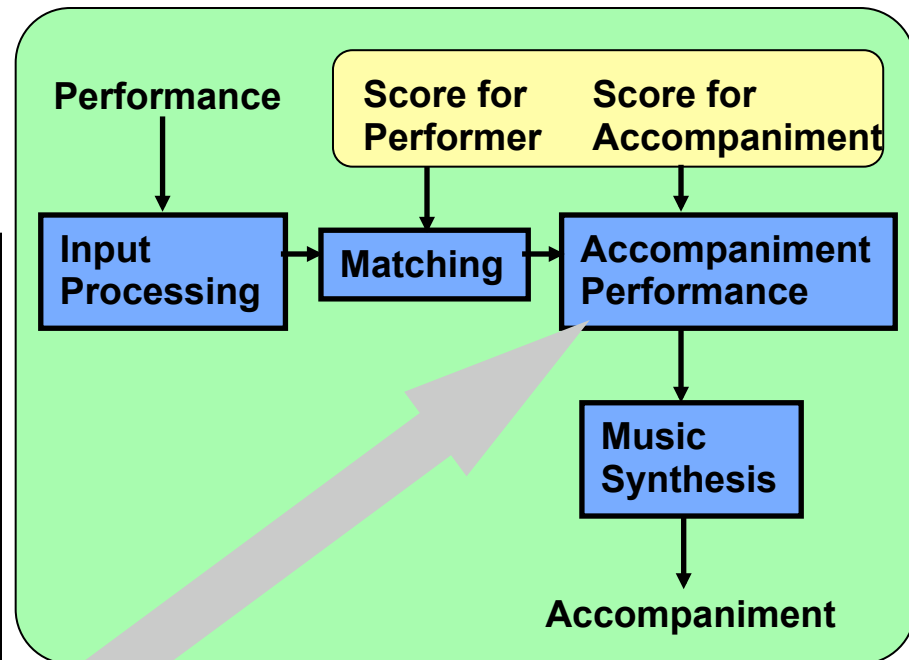 Performance
Score for
Performer
Score for
Accompaniment
Input
Processing
Matching
Accompaniment
Performance
Music
Synthesis
Accompaniment